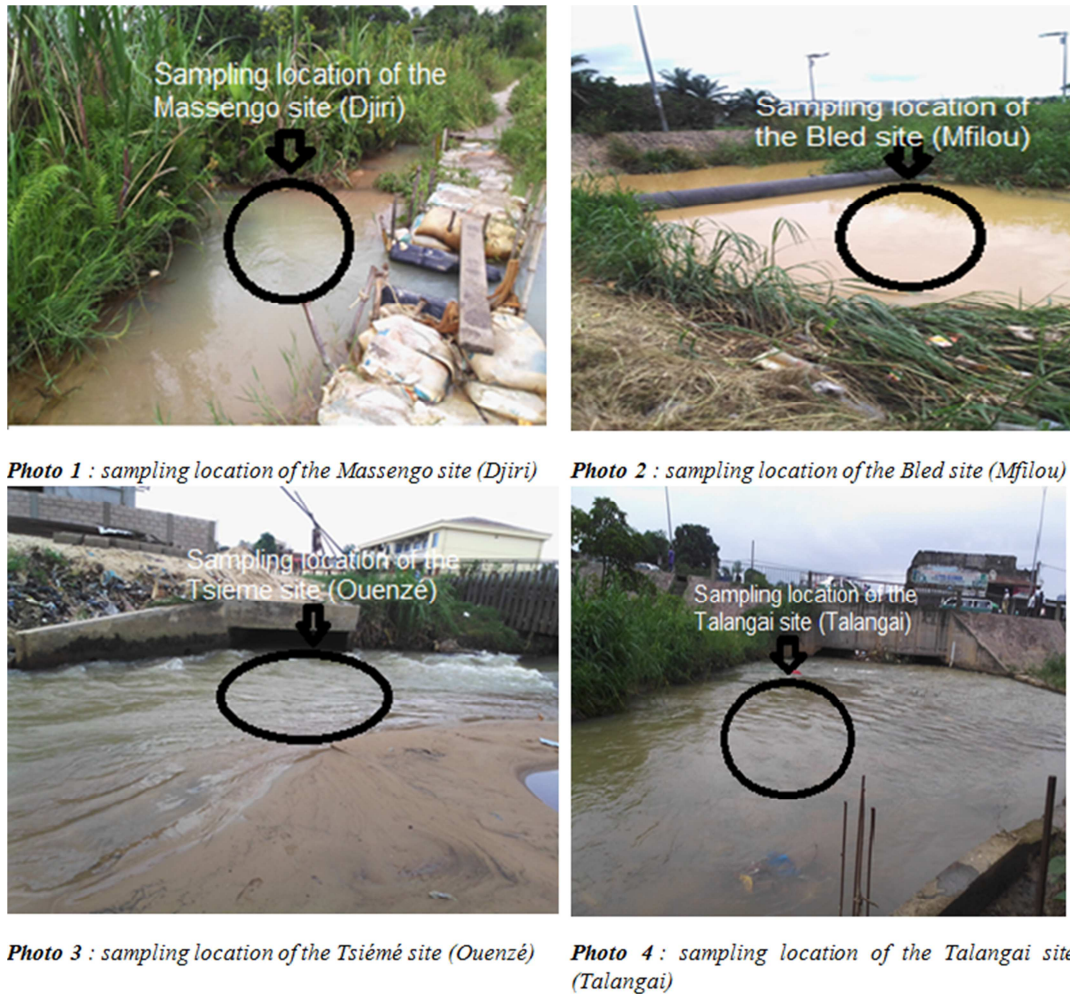 Sampling location of the
Massengo site (Djiri)
Sampling location of
the Bled site (Mfilou)
Photo 1 : sampling location of the Massengo site (Djiri)
Photo 2 : sampling location of the Bled site (Mfilou)
Sampling location of the
Tsieme site (Ouenzé)
Sampling location of the
Talangai site (Talangai)
Photo 3 : sampling location of the Tsiémé site (Ouenzé)
Photo 4 : sampling location of the Talangai site
(Talangai)